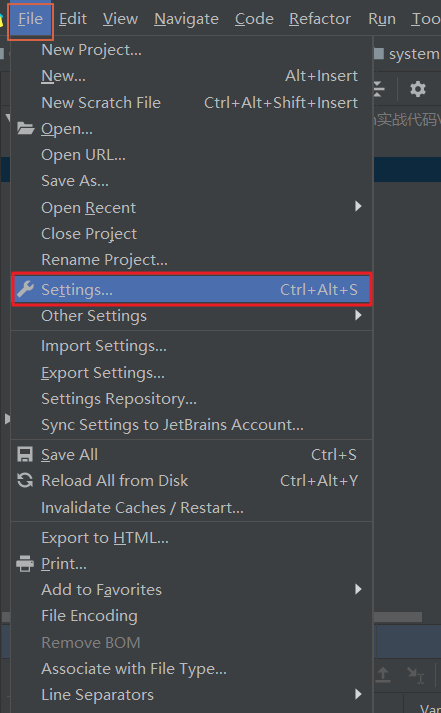 File Edit View Navigate Code Refactor Run Too
system
New Project...
New... Alt+Insert
New Scratch File Ctrl+Alt+Shift+Insert
实战代码
Open...
Open URL...
Save As...
Open Recent
Close Project
Rename Project...
Settings... Ctrl+Alt+S
Other Settings
Import Settings...
Export Settings...
Settings Repository...
Sync Settings to JetBrains Account...
Save All Ctrl+S
Reload All from Disk Ctrl+Alt+Y
Invalidate Caches / Restart...
Export to HTML...
Print...
Add to Favorites
File Encoding
Remove BOM
Associate with File Type...
Line Separators
Var